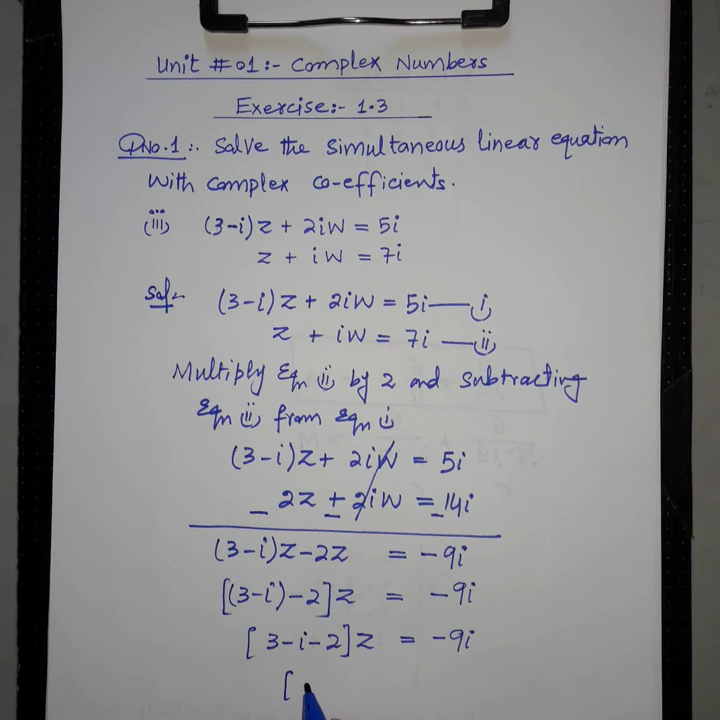 Unit #01:- Complex Numbers
Exercise:- 1.3
QNo.1:. Solve the Simultaneous linear equation
with complex co-efficients.
(iii) (3-i)z + 2iw = 5i
z + iw = 7i
Sol:- (3-i)z + 2iw = 5i — i
z + iw = 7i — ii
Multiply Eqn ii by 2 and subtracting
Eqn ii from Eqn i
(3-i)z + 2iw = 5i
_ 2z ± 2iw = _14i
(3-i)z-2z = -9i
[(3-i)-2]z = -9i
[3-i-2]z = -9i
[